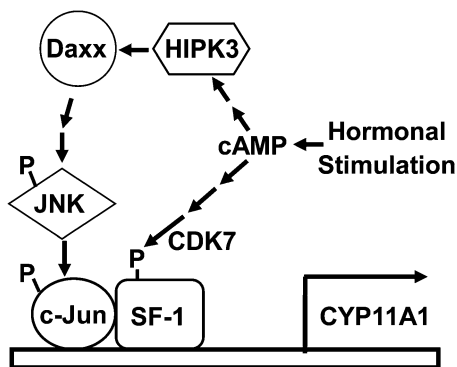 Daxx
HIPK3
Hormonal
Stimulation
cAMP
P
JNK
CDK7
P
P
c-Jun
SF-1
CYP11A1